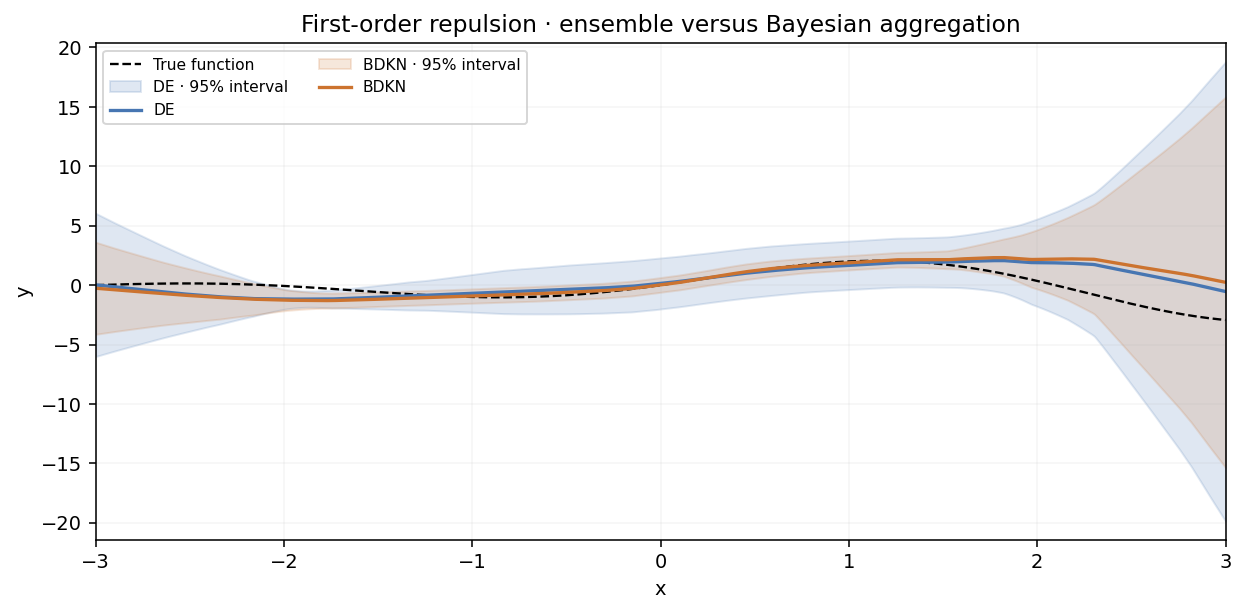 First-order repulsion · ensemble versus Bayesian aggregation
True function
DE · 95% interval
DE
BDKN · 95% interval
BDKN
y
20
15
10
5
0
−5
−10
−15
−20
−3
−2
−1
0
1
2
3
x